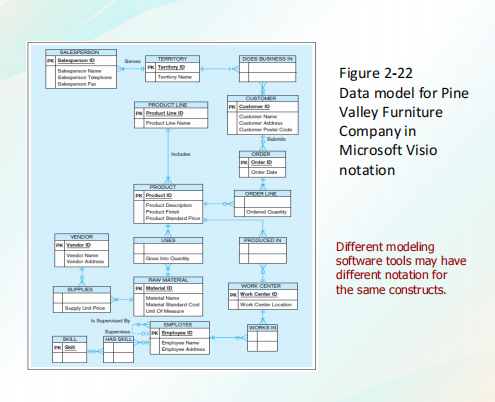 SALESPERSON
PK Salesperson ID
Salesperson Name
Salesperson Telephone
Salesperson Fax
Serves
TERRITORY
PK Territory ID
Territory Name
DOES BUSINESS IN
PRODUCT LINE
PK Product Line ID
Product Line Name
CUSTOMER
PK Customer ID
Customer Name
Customer Address
Customer Postal Code
Submits
ORDER
PK Order ID
Order Date
Includes
PRODUCT
PK Product ID
Product Description
Product Finish
Product Standard Price
ORDER LINE
Ordered Quantity
VENDOR
PK Vendor ID
Vendor Name
Vendor Address
USES
Goes Into Quantity
PRODUCED IN
SUPPLIES
Supply Unit Price
RAW MATERIAL
PK Material ID
Material Name
Material Standard Cost
Unit Of Measure
WORK CENTER
PK Work Center ID
Work Center Location
Is Supervised By
Supervises
EMPLOYEE
PK Employee ID
Employee Name
Employee Address
WORKS IN
SKILL
PK Skill
HAS SKILL
Figure 2-22
Data model for Pine
Valley Furniture
Company in
Microsoft Visio
notation
Different modeling
software tools may have
different notation for
the same constructs.